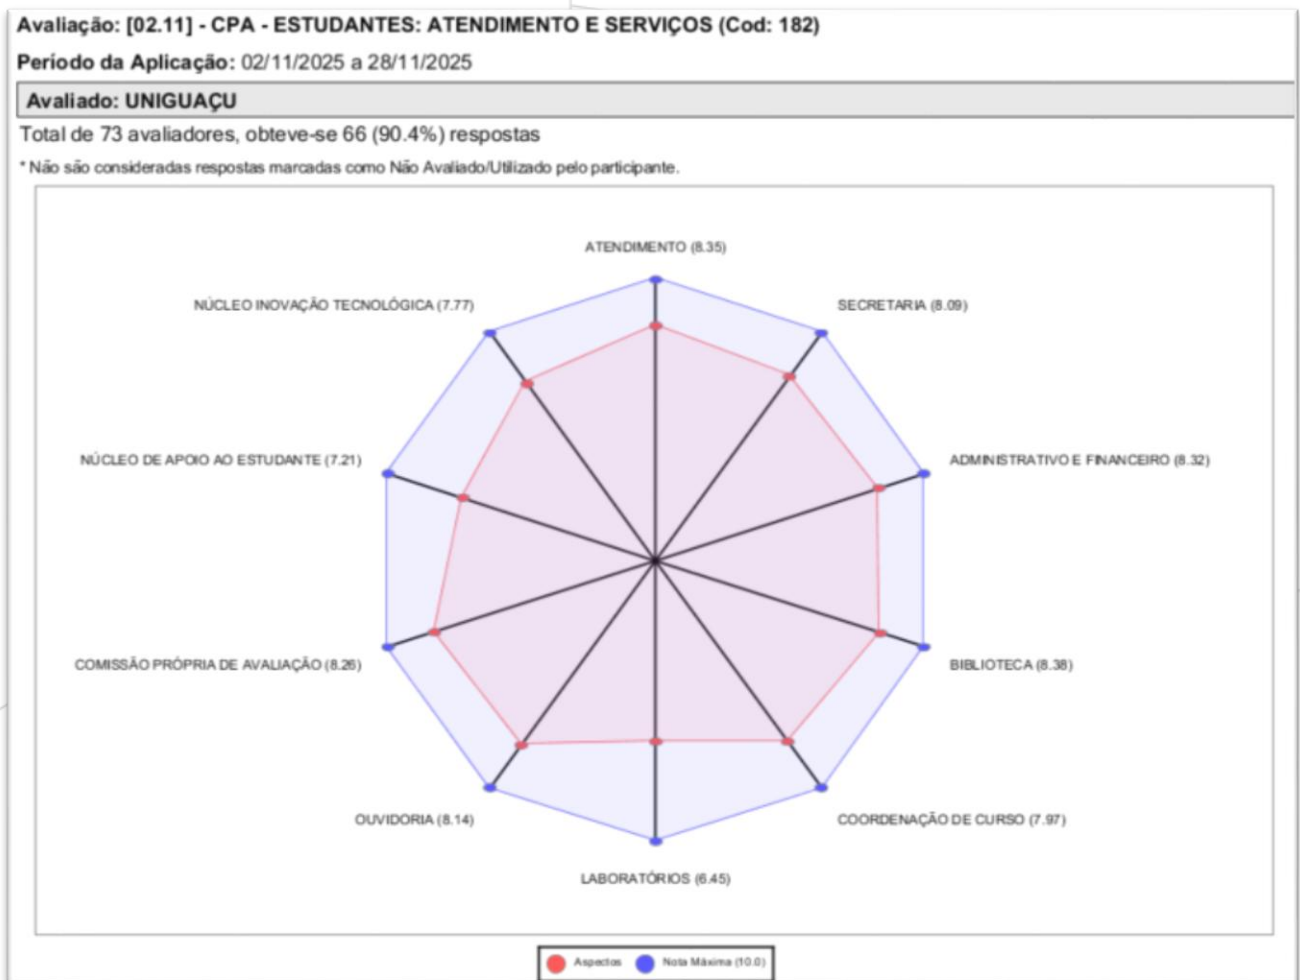 Avaliação: [02.11] - CPA - ESTUDANTES: ATENDIMENTO E SERVIÇOS (Cod: 182)
Período da Aplicação: 02/11/2025 a 28/11/2025
Avaliado: UNIGUAÇU
Total de 73 avaliadores, obteve-se 66 (90.4%) respostas
* Não são consideradas respostas marcadas como Não Avaliado/Utilizado pelo participante.
ATENDIMENTO (8.35)
NÚCLEO INOVAÇÃO TECNOLÓGICA (7.77)
SECRETARIA (8.09)
NÚCLEO DE APOIO AO ESTUDANTE (7.21)
ADMINISTRATIVO E FINANCEIRO (8.32)
COMISSÃO PRÓPRIA DE AVALIAÇÃO (8.26)
BIBLIOTECA (8.38)
OUVIDORIA (8.14)
COORDENAÇÃO DE CURSO (7.97)
LABORATÓRIOS (6.45)
Aspectos
Nota Máxima (10.0)